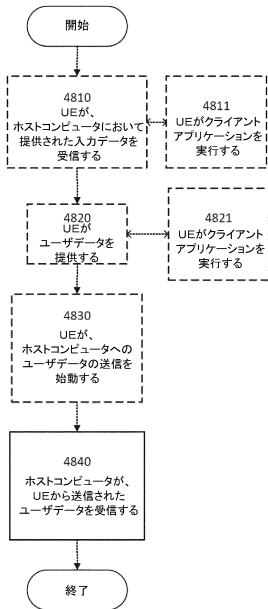 開始
4810
UEが、
ホストコンピュータにおいて
提供された入力データを
受信する
4811
UEがクライアント
アプリケーションを
実行する
4820
UEが
ユーザデータを
提供する
4821
UEがクライアント
アプリケーションを
実行する
4830
UEが、
ホストコンピュータへの
ユーザデータの送信を
始動する
4840
ホストコンピュータが、
UEから送信された
ユーザデータを受信する
終了